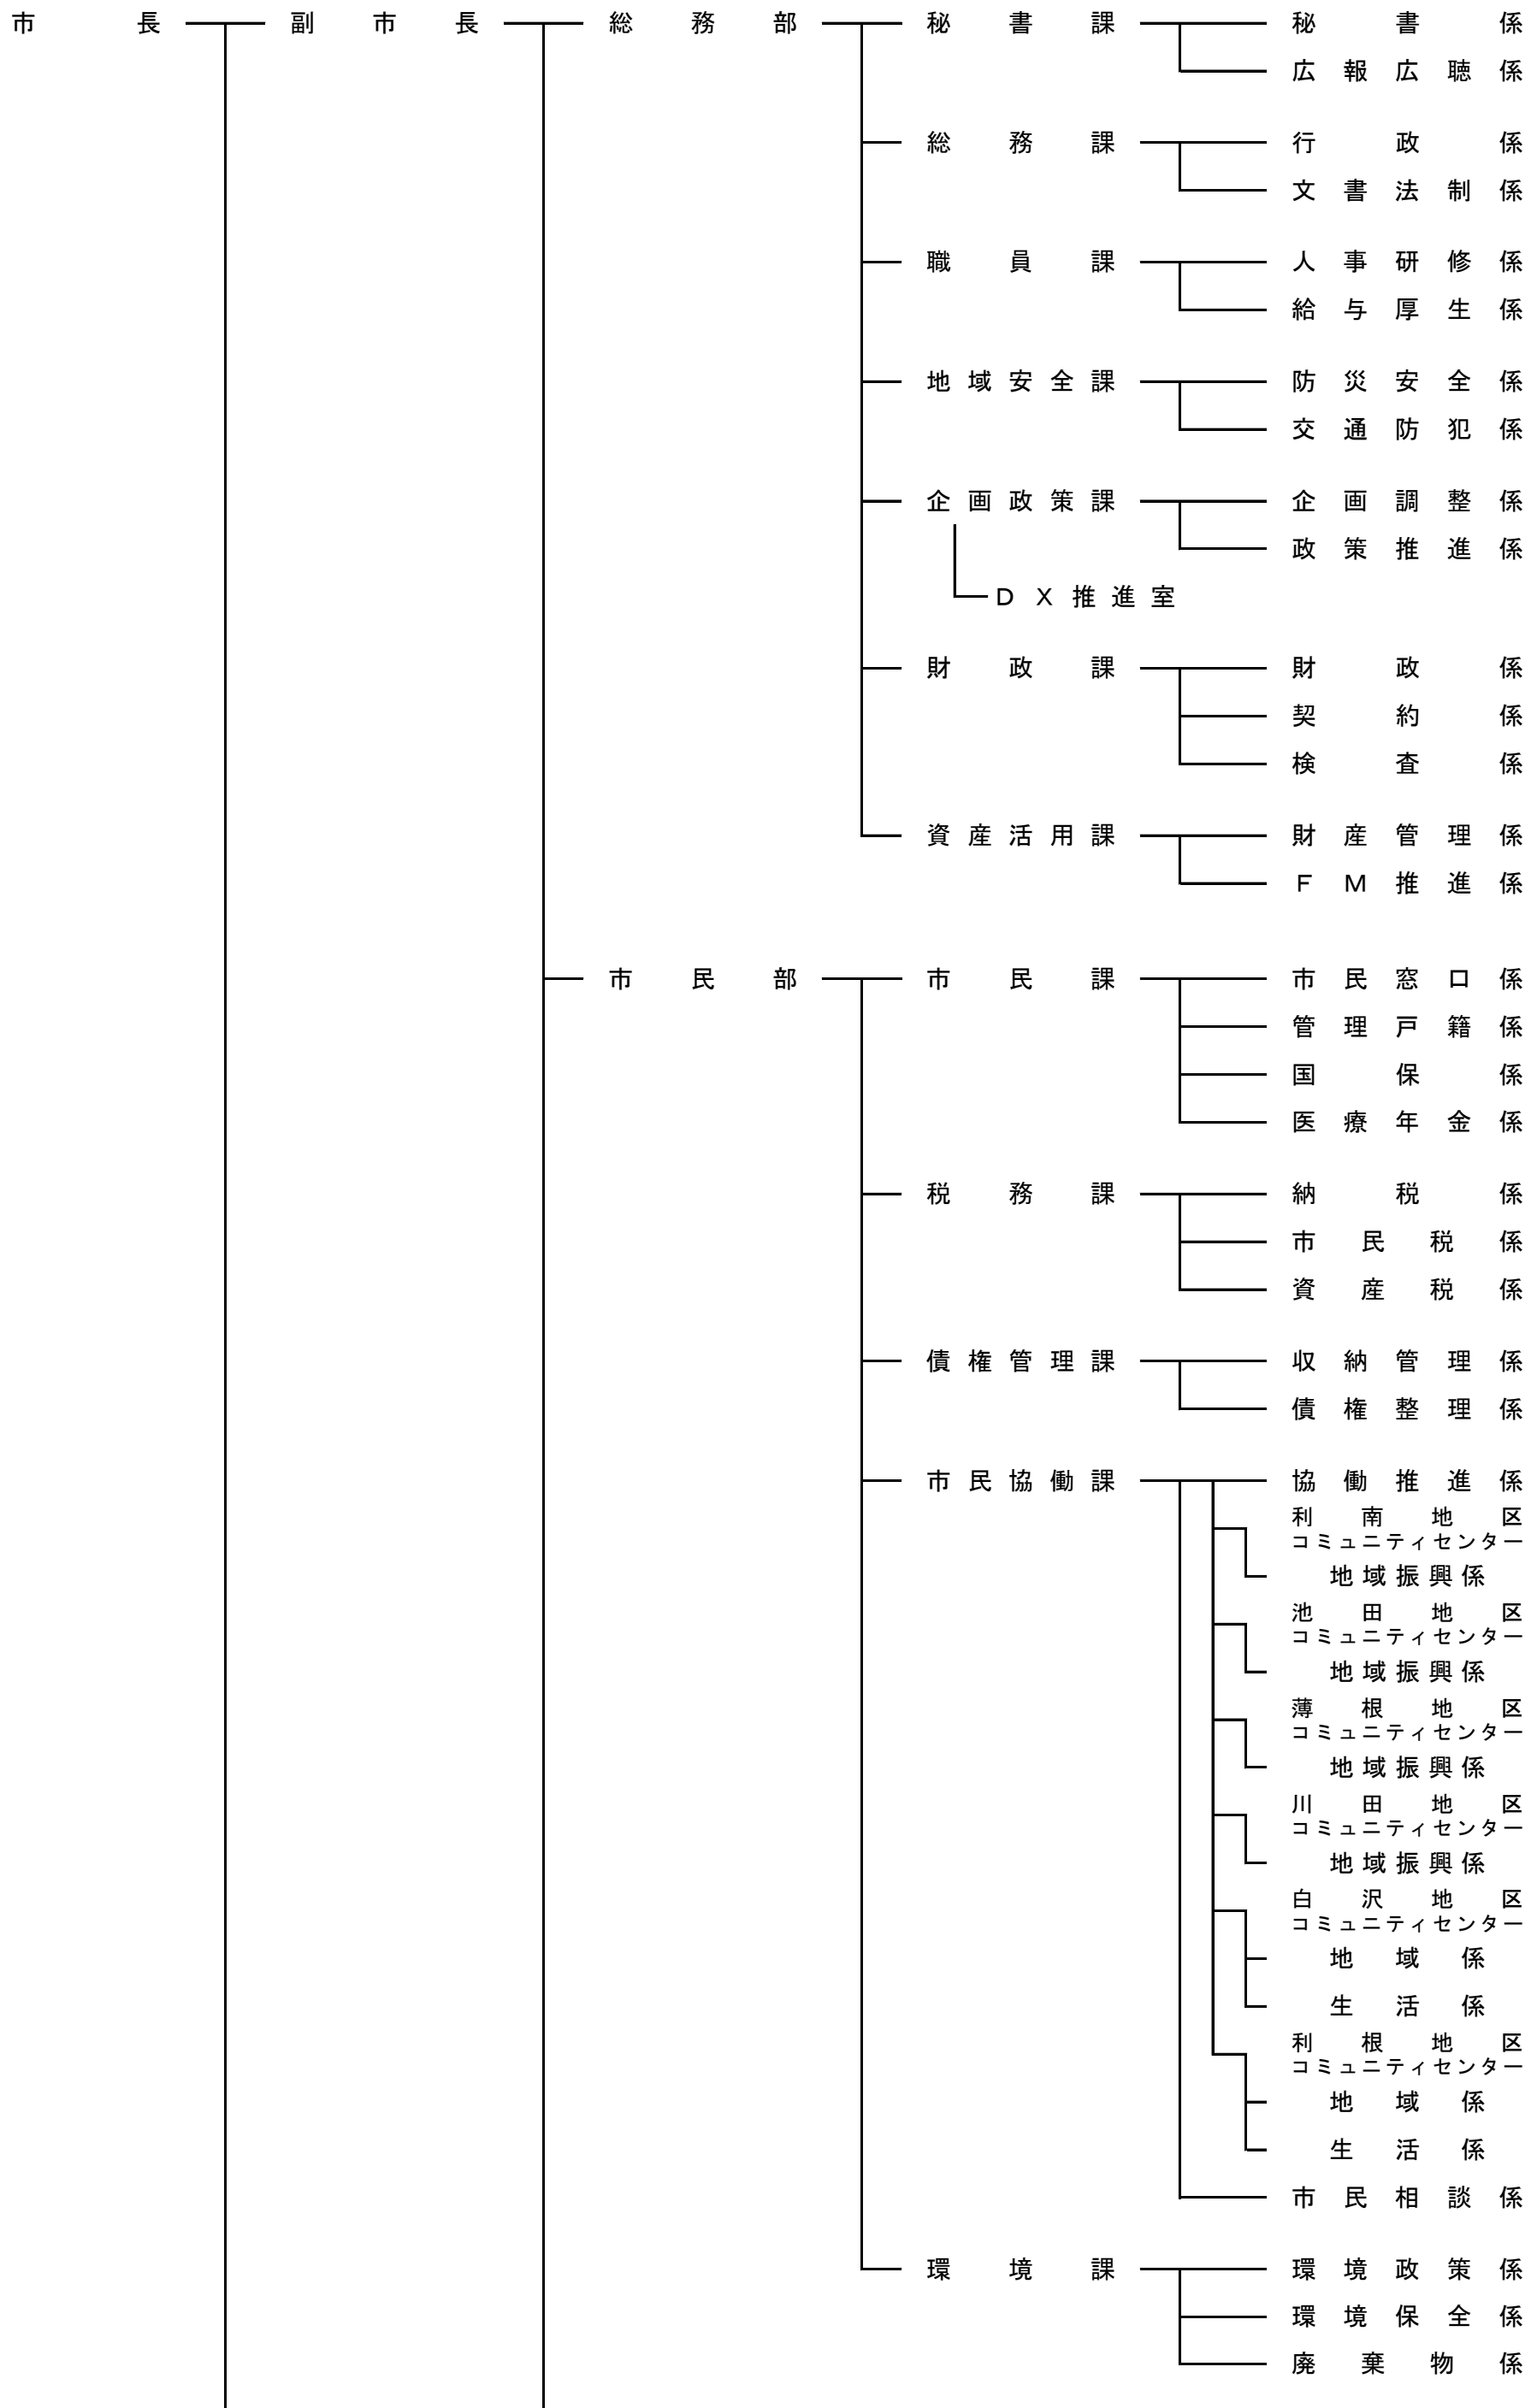 市長 副市長 総務部 秘書課 秘書係
広報広聴係
総務課 行政係
文書法制係
職員課 人事研修係
給与厚生係
地域安全課 防災安全係
交通防犯係
企画政策課 企画調整係
政策推進係
ＤＸ推進室
財政課 財政係
契約係
検査係
資産活用課 財産管理係
ＦＭ推進係
市民部 市民課 市民窓口係
管理戸籍係
国保係
医療年金係
税務課 納税係
市民税係
資産税係
債権管理課 収納管理係
債権整理係
市民協働課 協働推進係
利南地区
コミュニティセンター
地域振興係
池田地区
コミュニティセンター
地域振興係
薄根地区
コミュニティセンター
地域振興係
川田地区
コミュニティセンター
地域振興係
白沢地区
コミュニティセンター
地域係
生活係
利根地区
コミュニティセンター
地域係
生活係
市民相談係
環境課 環境政策係
環境保全係
廃棄物係